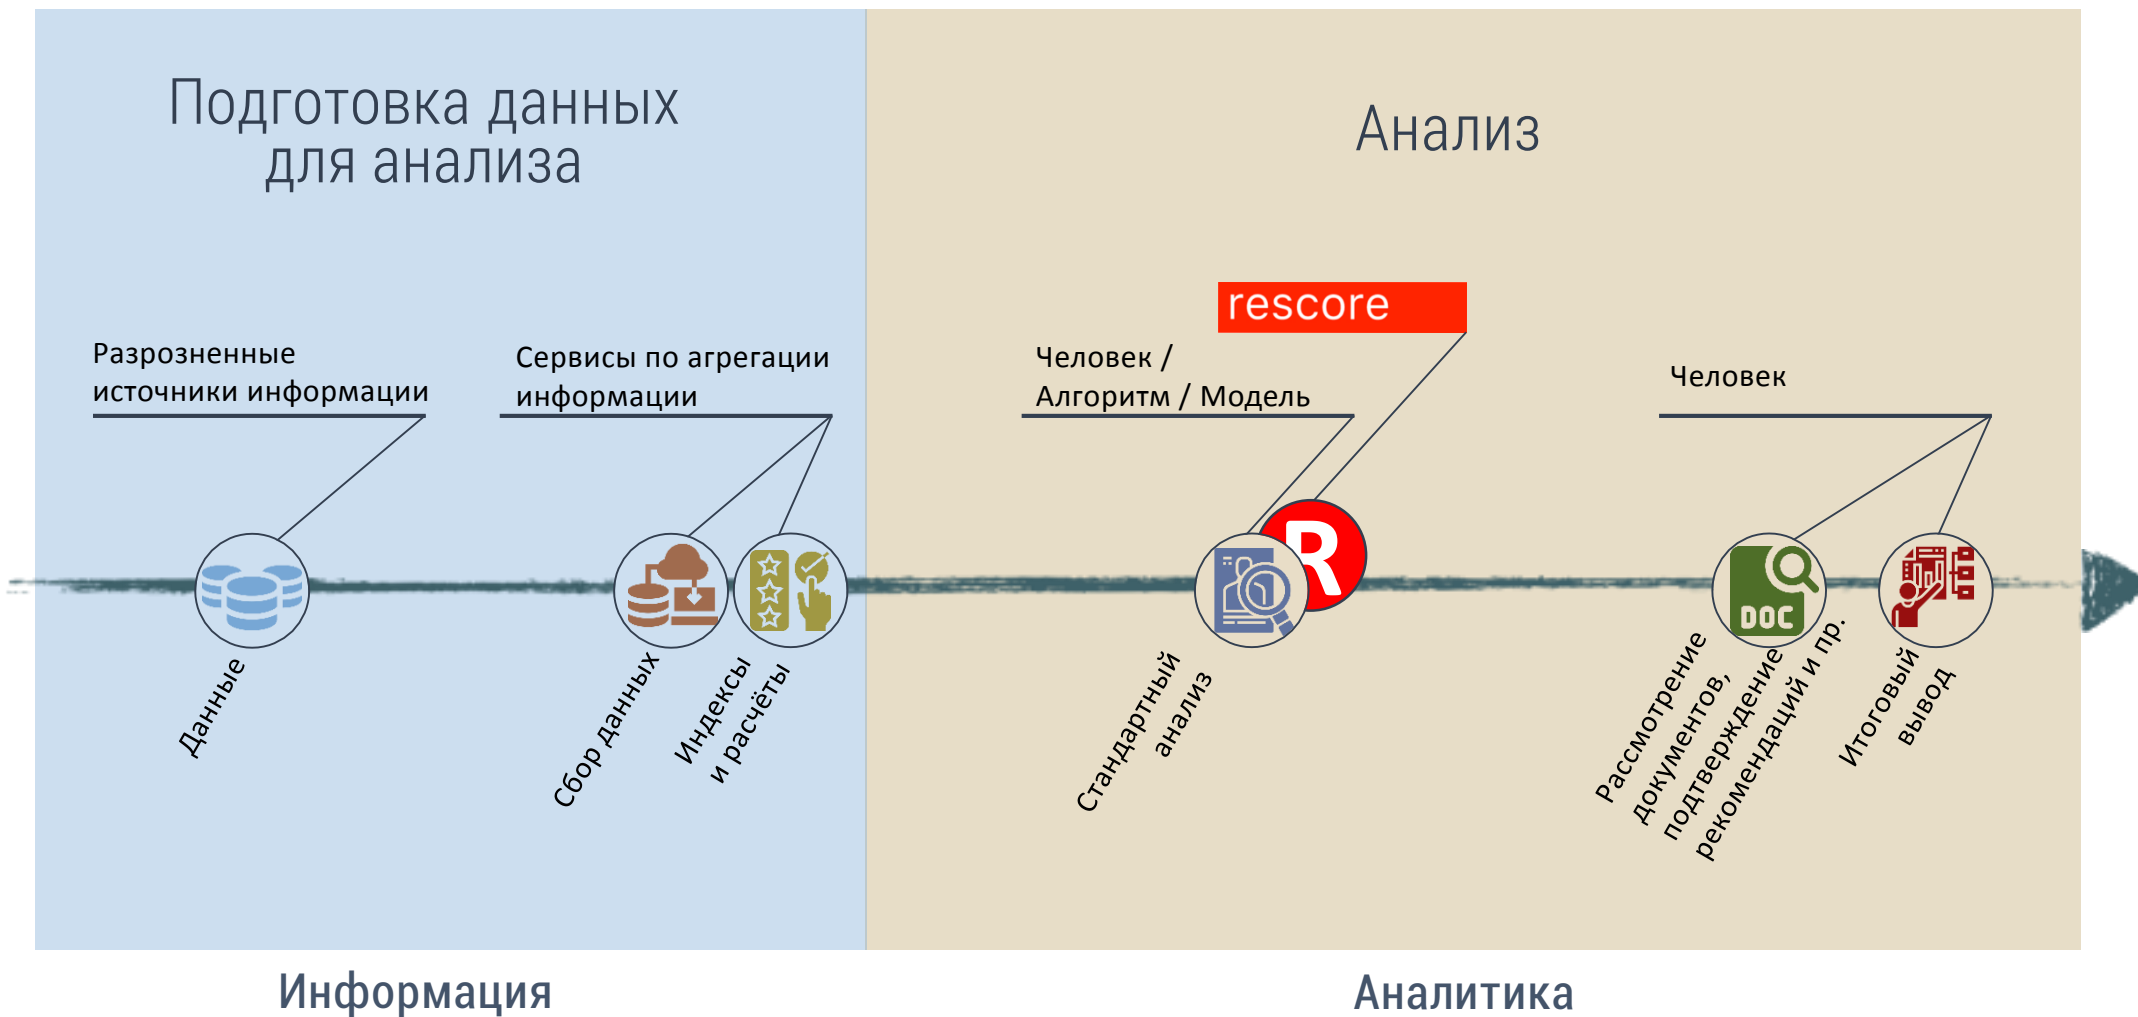 Подготовка данных
для анализа
Анализ
rescore
Разрозненные
источники информации
Сервисы по агрегации
информации
Человек /
Алгоритм / Модель
Человек
R
DOC
Данные
Сбор данных
Индексы
и расчёты
Стандартный
анализ
Рассмотрение
документов,
подтверждение
рекомендаций и пр.
Итоговый
вывод
Информация
Аналитика